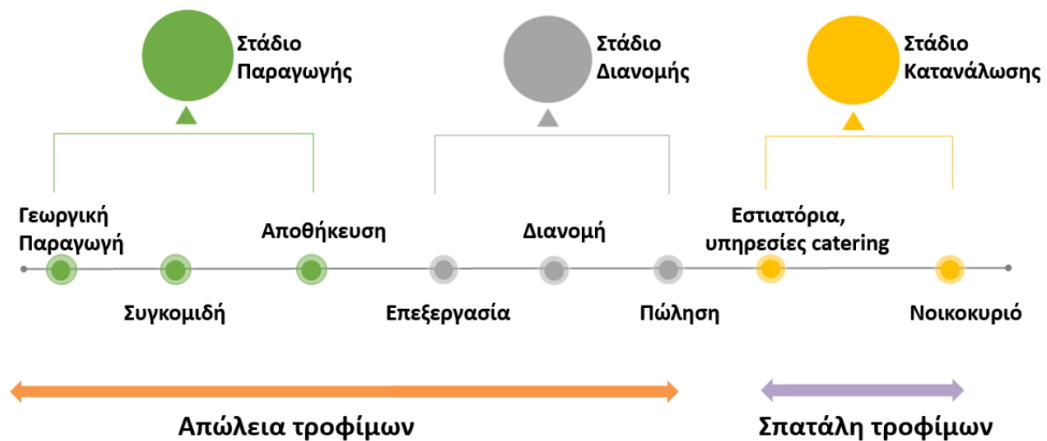 Στάδιο
Παραγωγής
Στάδιο
Διανομής
Στάδιο
Κατανάλωσης
Γεωργική
Παραγωγή
Συγκομιδή
Αποθήκευση
Επεξεργασία
Διανομή
Πώληση
Εστιατόρια,
υπηρεσίες catering
Νοικοκυριό
Απώλεια τροφίμων
Σπατάλη τροφίμων